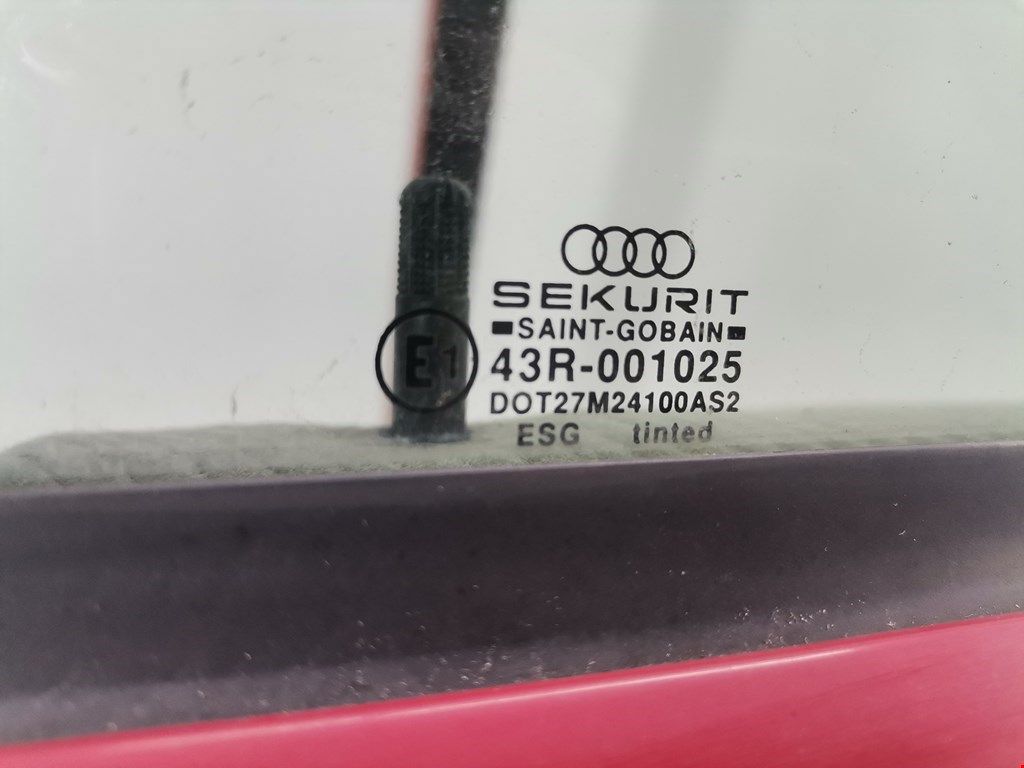 SEKURIT
SAINT-GOBAIN
E1 43R-001025
DOT27M24100AS2
ESG tinted